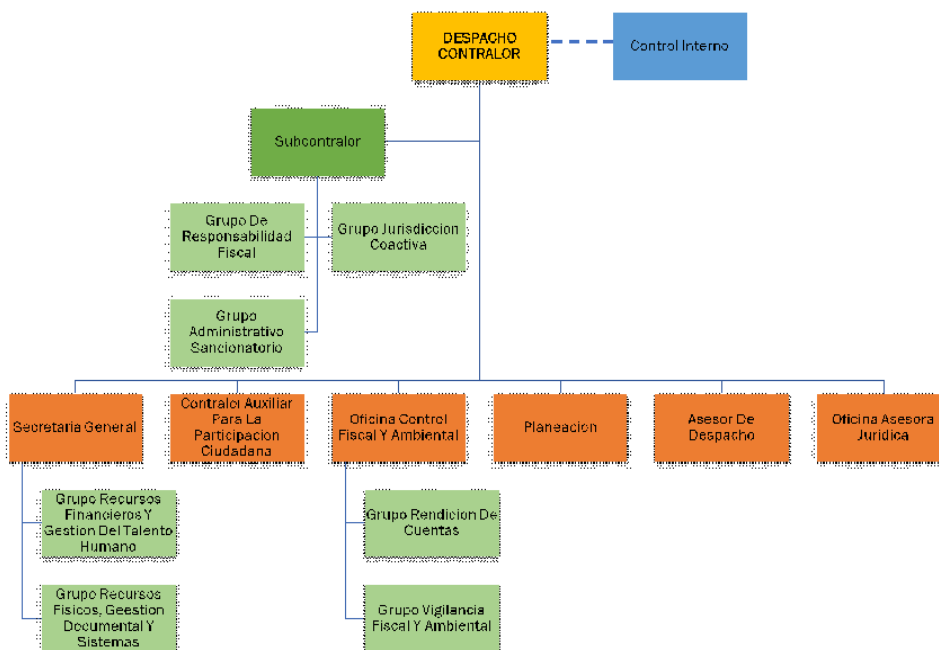 DESPACHO
CONTRALOR
Control Interno
Subcontralor
Grupo De
Responsabilidad
Fiscal
Grupo Jurisdiccion
Coactiva
Grupo
Administrativo
Sancionatorio
Secretaria General
Contralor Auxiliar
Para La
Participacion
Ciudadana
Oficina Control
Fiscal Y Ambiental
Planeacion
Asesor De
Despacho
Oficina Asesora
Juridica
Grupo Recursos
Financieros Y
Gestion Del Talento
Humano
Grupo Rendicion De
Cuentas
Grupo Recursos
Fisicos, Geestion
Documental Y
Sistemas
Grupo Vigilancia
Fiscal Y Ambiental